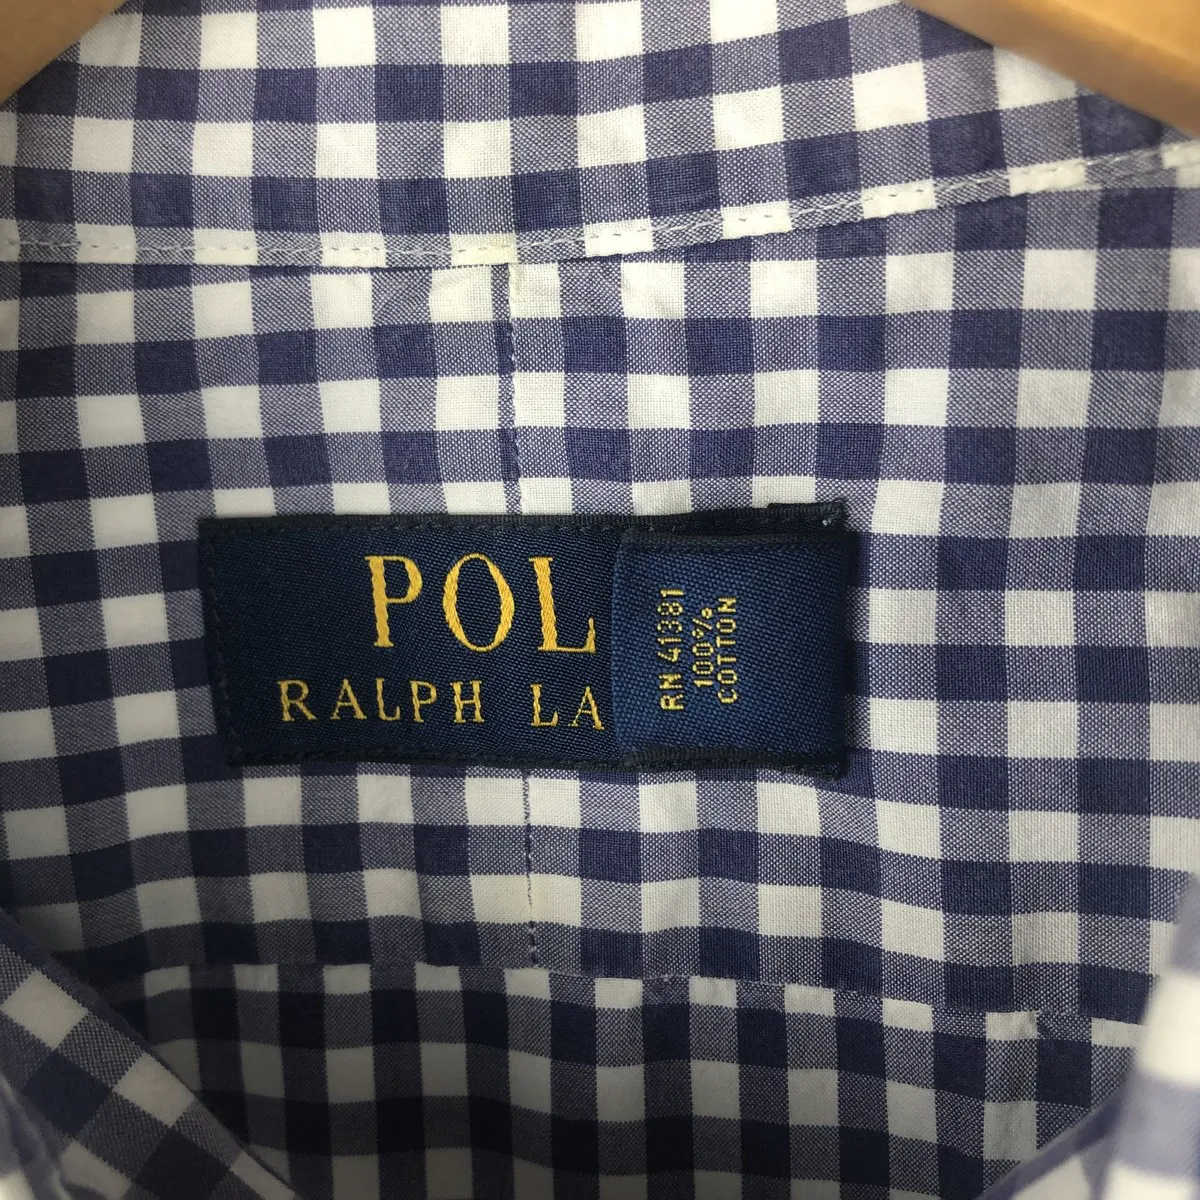 POL
RALPH LA
RN 41381
100%
COTTON